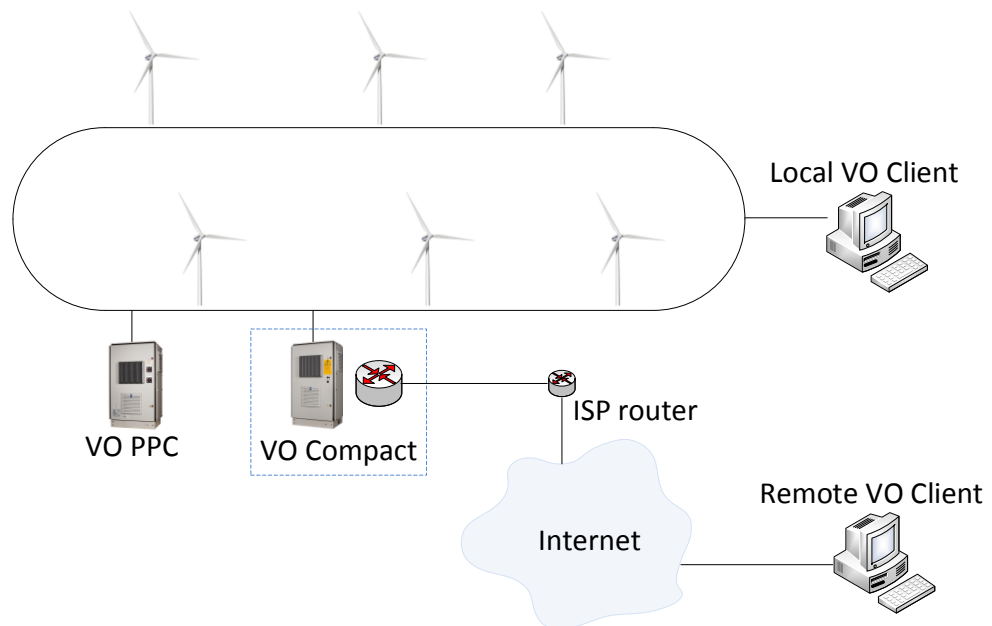 Local VO Client
VO PPC
VO Compact
ISP router
Remote VO Client
Internet